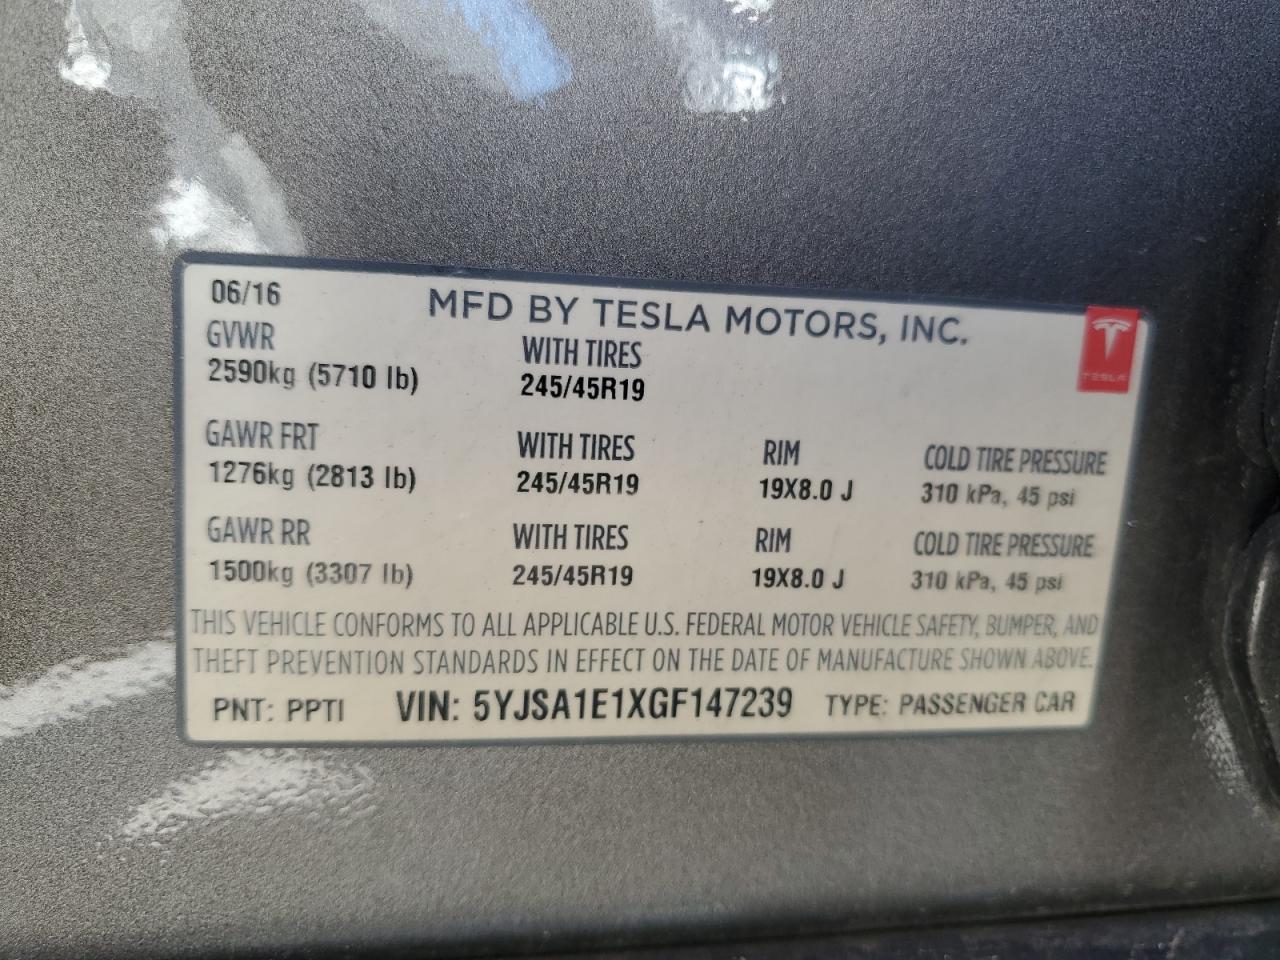 06/16
MFD BY TESLA MOTORS, INC.
TESLA
GVWR
2590kg (5710 lb)
WITH TIRES
245/45R19
GAWR FRT
1276kg (2813 lb)
WITH TIRES
245/45R19
RIM
19X8.0 J
COLD TIRE PRESSURE
310 kPa, 45 psi
GAWR RR
1500kg (3307 lb)
WITH TIRES
245/45R19
RIM
19X8.0 J
COLD TIRE PRESSURE
310 kPa, 45 psi
THIS VEHICLE CONFORMS TO ALL APPLICABLE U.S. FEDERAL MOTOR VEHICLE SAFETY, BUMPER, AND
THEFT PREVENTION STANDARDS IN EFFECT ON THE DATE OF MANUFACTURE SHOWN ABOVE.
PNT: PPTI VIN: 5YJSA1E1XGF147239 TYPE: PASSENGER CAR